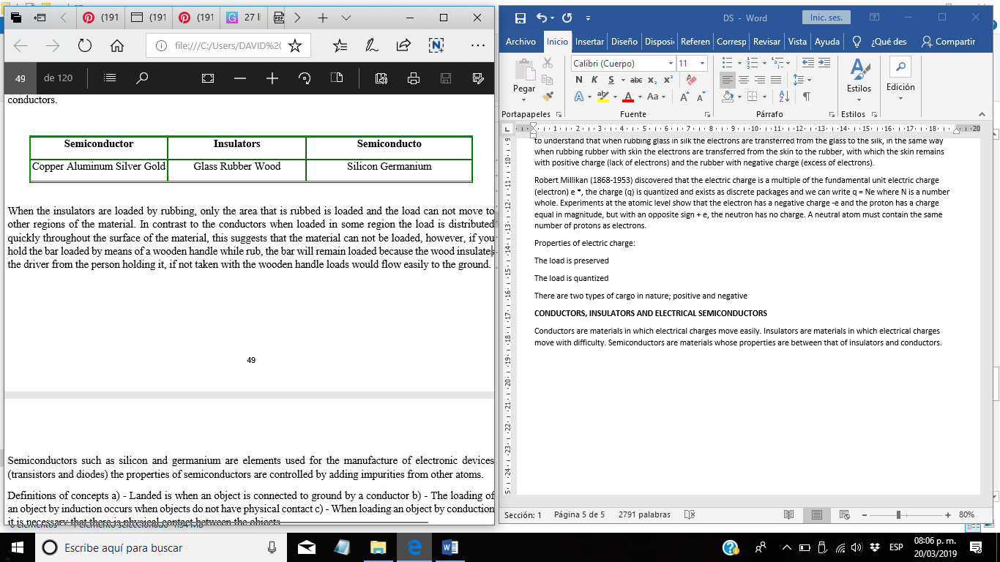 (191
(191
(191
27 li
file:///C:/Users/DAVID%20
49 de 120
conductors.
Semiconductor Insulators Semiconducto
Copper Aluminum Silver Gold Glass Rubber Wood Silicon Germanium
When the insulators are loaded by rubbing, only the area that is rubbed is loaded and the load can not move to
other regions of the material. In contrast to the conductors when loaded in some region the load is distributed
quickly throughout the surface of the material, this suggests that the material can not be loaded, however, if you
hold the bar loaded by means of a wooden handle while rub, the bar will remain loaded because the wood insulates
the driver from the person holding it, if not taken with the wooden handle loads would flow easily to the ground.
49
Semiconductors such as silicon and germanium are elements used for the manufacture of electronic devices
(transistors and diodes) the properties of semiconductors are controlled by adding impurities from other atoms.
Definitions of concepts a) - Landed is when an object is connected to ground by a conductor b) - The loading of
an object by induction occurs when objects do not have physical contact c) - When loading an object by conduction
it is necessary that there is physical contact between the objects
DS - Word
Inic. ses.
Archivo Inicio Insertar Diseño Disposi Referen Corresp Revisar Vista Ayuda ¿Qué des Compartir
Pegar
Calibri (Cuerpo) 11
N K S abc x₂ x²
A aby A Aa A A
Estilos
Edición
Portapapeles Fuente Párrafo Estilos
to understand that when rubbing glass in silk the electrons are transferred from the glass to the silk, in the same way
when rubbing rubber with skin the electrons are transferred from the skin to the rubber, with which the skin remains
with positive charge (lack of electrons) and the rubber with negative charge (excess of electrons).
Robert Millikan (1868-1953) discovered that the electric charge is a multiple of the fundamental unit electric charge
(electron) e *, the charge (q) is quantized and exists as discrete packages and we can write q = Ne where N is a number
whole. Experiments at the atomic level show that the electron has a negative charge -e and the proton has a charge
equal in magnitude, but with an opposite sign + e, the neutron has no charge. A neutral atom must contain the same
number of protons as electrons.
Properties of electric charge:
The load is preserved
The load is quantized
There are two types of cargo in nature; positive and negative
CONDUCTORS, INSULATORS AND ELECTRICAL SEMICONDUCTORS
Conductors are materials in which electrical charges move easily. Insulators are materials in which electrical charges
move with difficulty. Semiconductors are materials whose properties are between that of insulators and conductors.
Sección: 1 Página 5 de 5 2791 palabras 80%
Escribe aquí para buscar
ESP
08:06 p. m.
20/03/2019